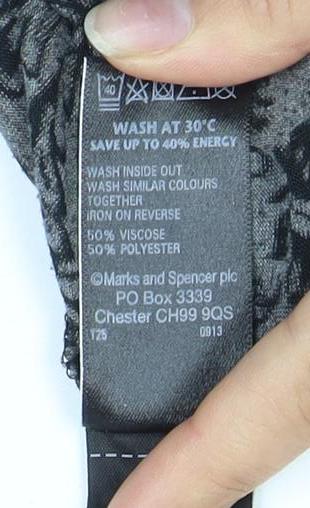 40
WASH AT 30°C
SAVE UP TO 40% ENERGY
WASH INSIDE OUT
WASH SIMILAR COLOURS
TOGETHER
IRON ON REVERSE
50% VISCOSE
50% POLYESTER
©Marks and Spencer plc
PO Box 3339
Chester CH99 9QS
T25 0913